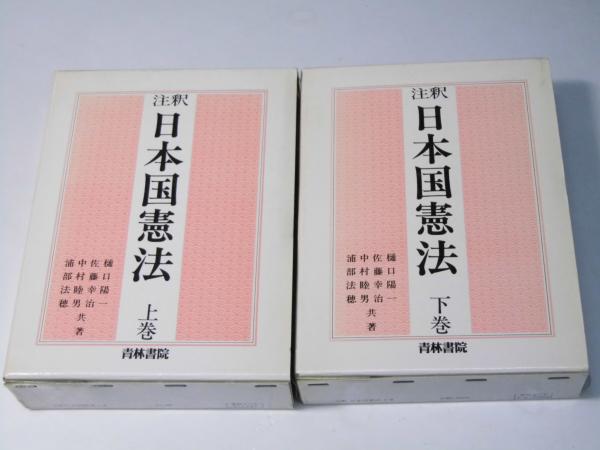 注釈
日本国憲法
上巻
樋口陽一
佐藤幸治
中村睦男
浦部法穂
共著
青林書院
注釈
日本国憲法
下巻
樋口陽一
佐藤幸治
中村睦男
浦部法穂
共著
青林書院